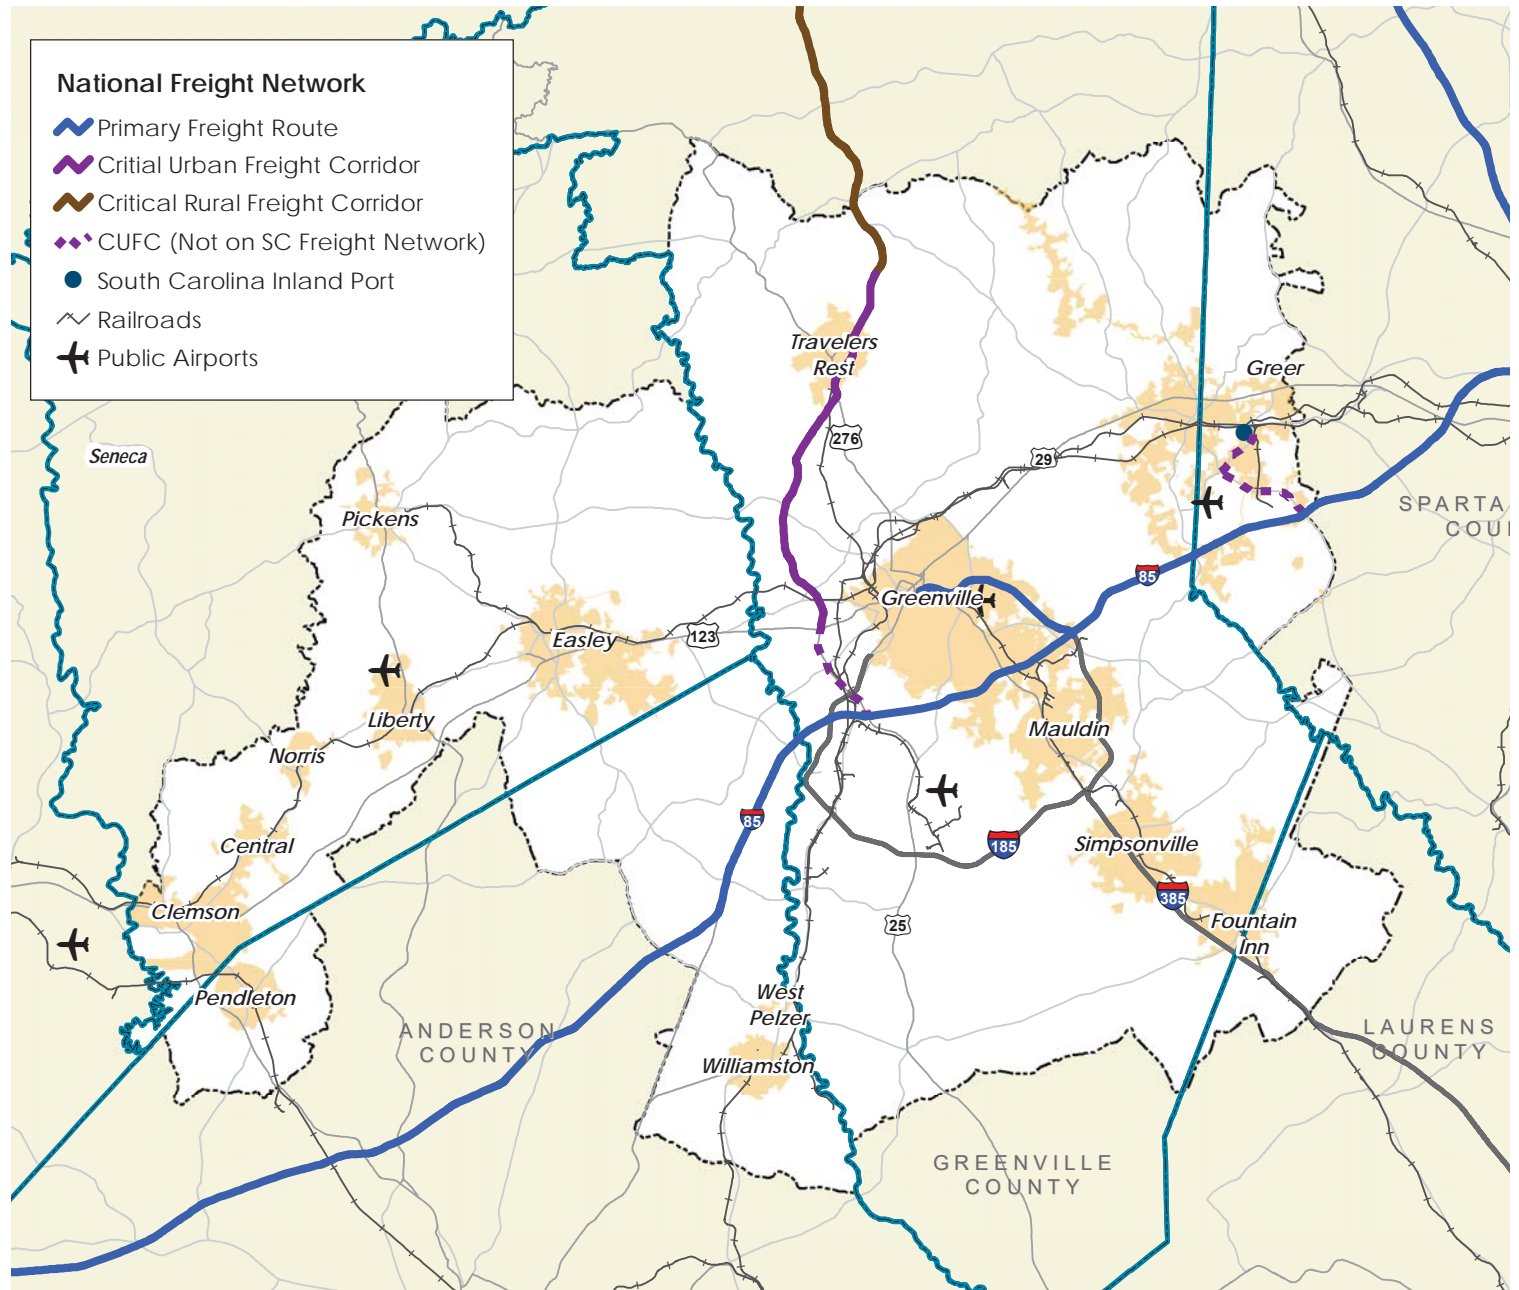 National Freight Network
Primary Freight Route
Critial Urban Freight Corridor
Critical Rural Freight Corridor
CUFC (Not on SC Freight Network)
South Carolina Inland Port
Railroads
Public Airports
Travelers
Rest
Greer
276
29
Seneca
Pickens
SPARTA
COU
85
Greenville
Easley
123
Liberty
Mauldin
Norris
85
Central
185
Simpsonville
385
Clemson
Fountain
Inn
25
Pendleton
West
Pelzer
ANDERSON
COUNTY
LAURENS
COUNTY
Williamston
GREENVILLE
COUNTY